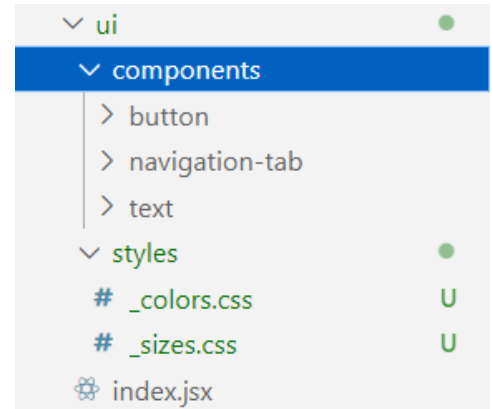 ui
components
button
navigation-tab
text
styles
# _colors.css U
# _sizes.css U
index.jsx